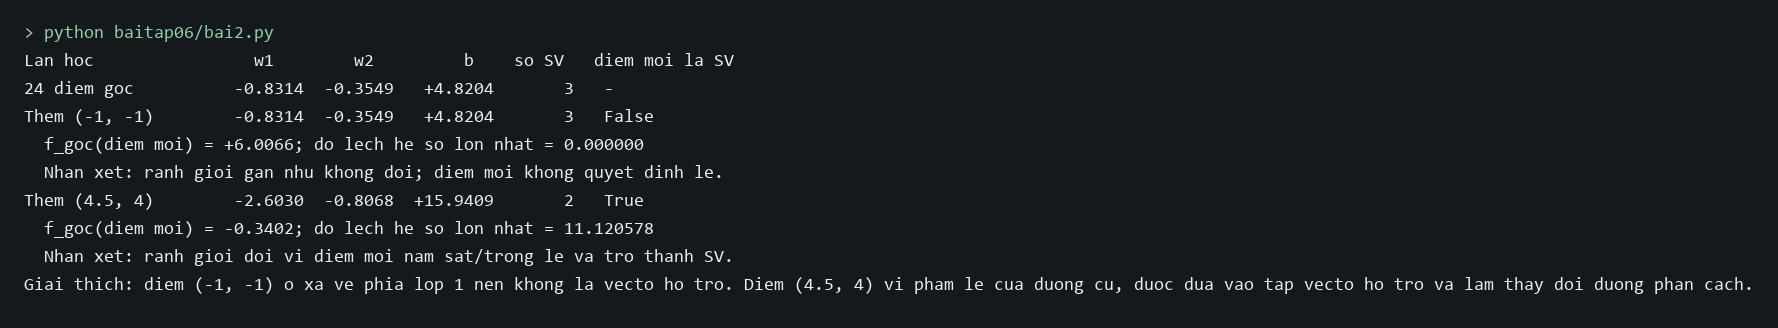 > python baitap06/bai2.py
Lan hoc                w1        w2         b    so SV   diem moi la SV
24 diem goc          -0.8314  -0.3549   +4.8204       3   -
Them (-1, -1)        -0.8314  -0.3549   +4.8204       3   False
  f_goc(diem moi) = +6.0066; do lech he so lon nhat = 0.000000
  Nhan xet: ranh gioi gan nhu khong doi; diem moi khong quyet dinh le.
Them (4.5, 4)        -2.6030  -0.8068  +15.9409       2   True
  f_goc(diem moi) = -0.3402; do lech he so lon nhat = 11.120578
  Nhan xet: ranh gioi doi vi diem moi nam sat/trong le va tro thanh SV.
Giai thich: diem (-1, -1) o xa ve phia lop 1 nen khong la vecto ho tro. Diem (4.5, 4) vi pham le cua duong cu, duoc dua vao tap vecto ho tro va lam thay doi duong phan cach.